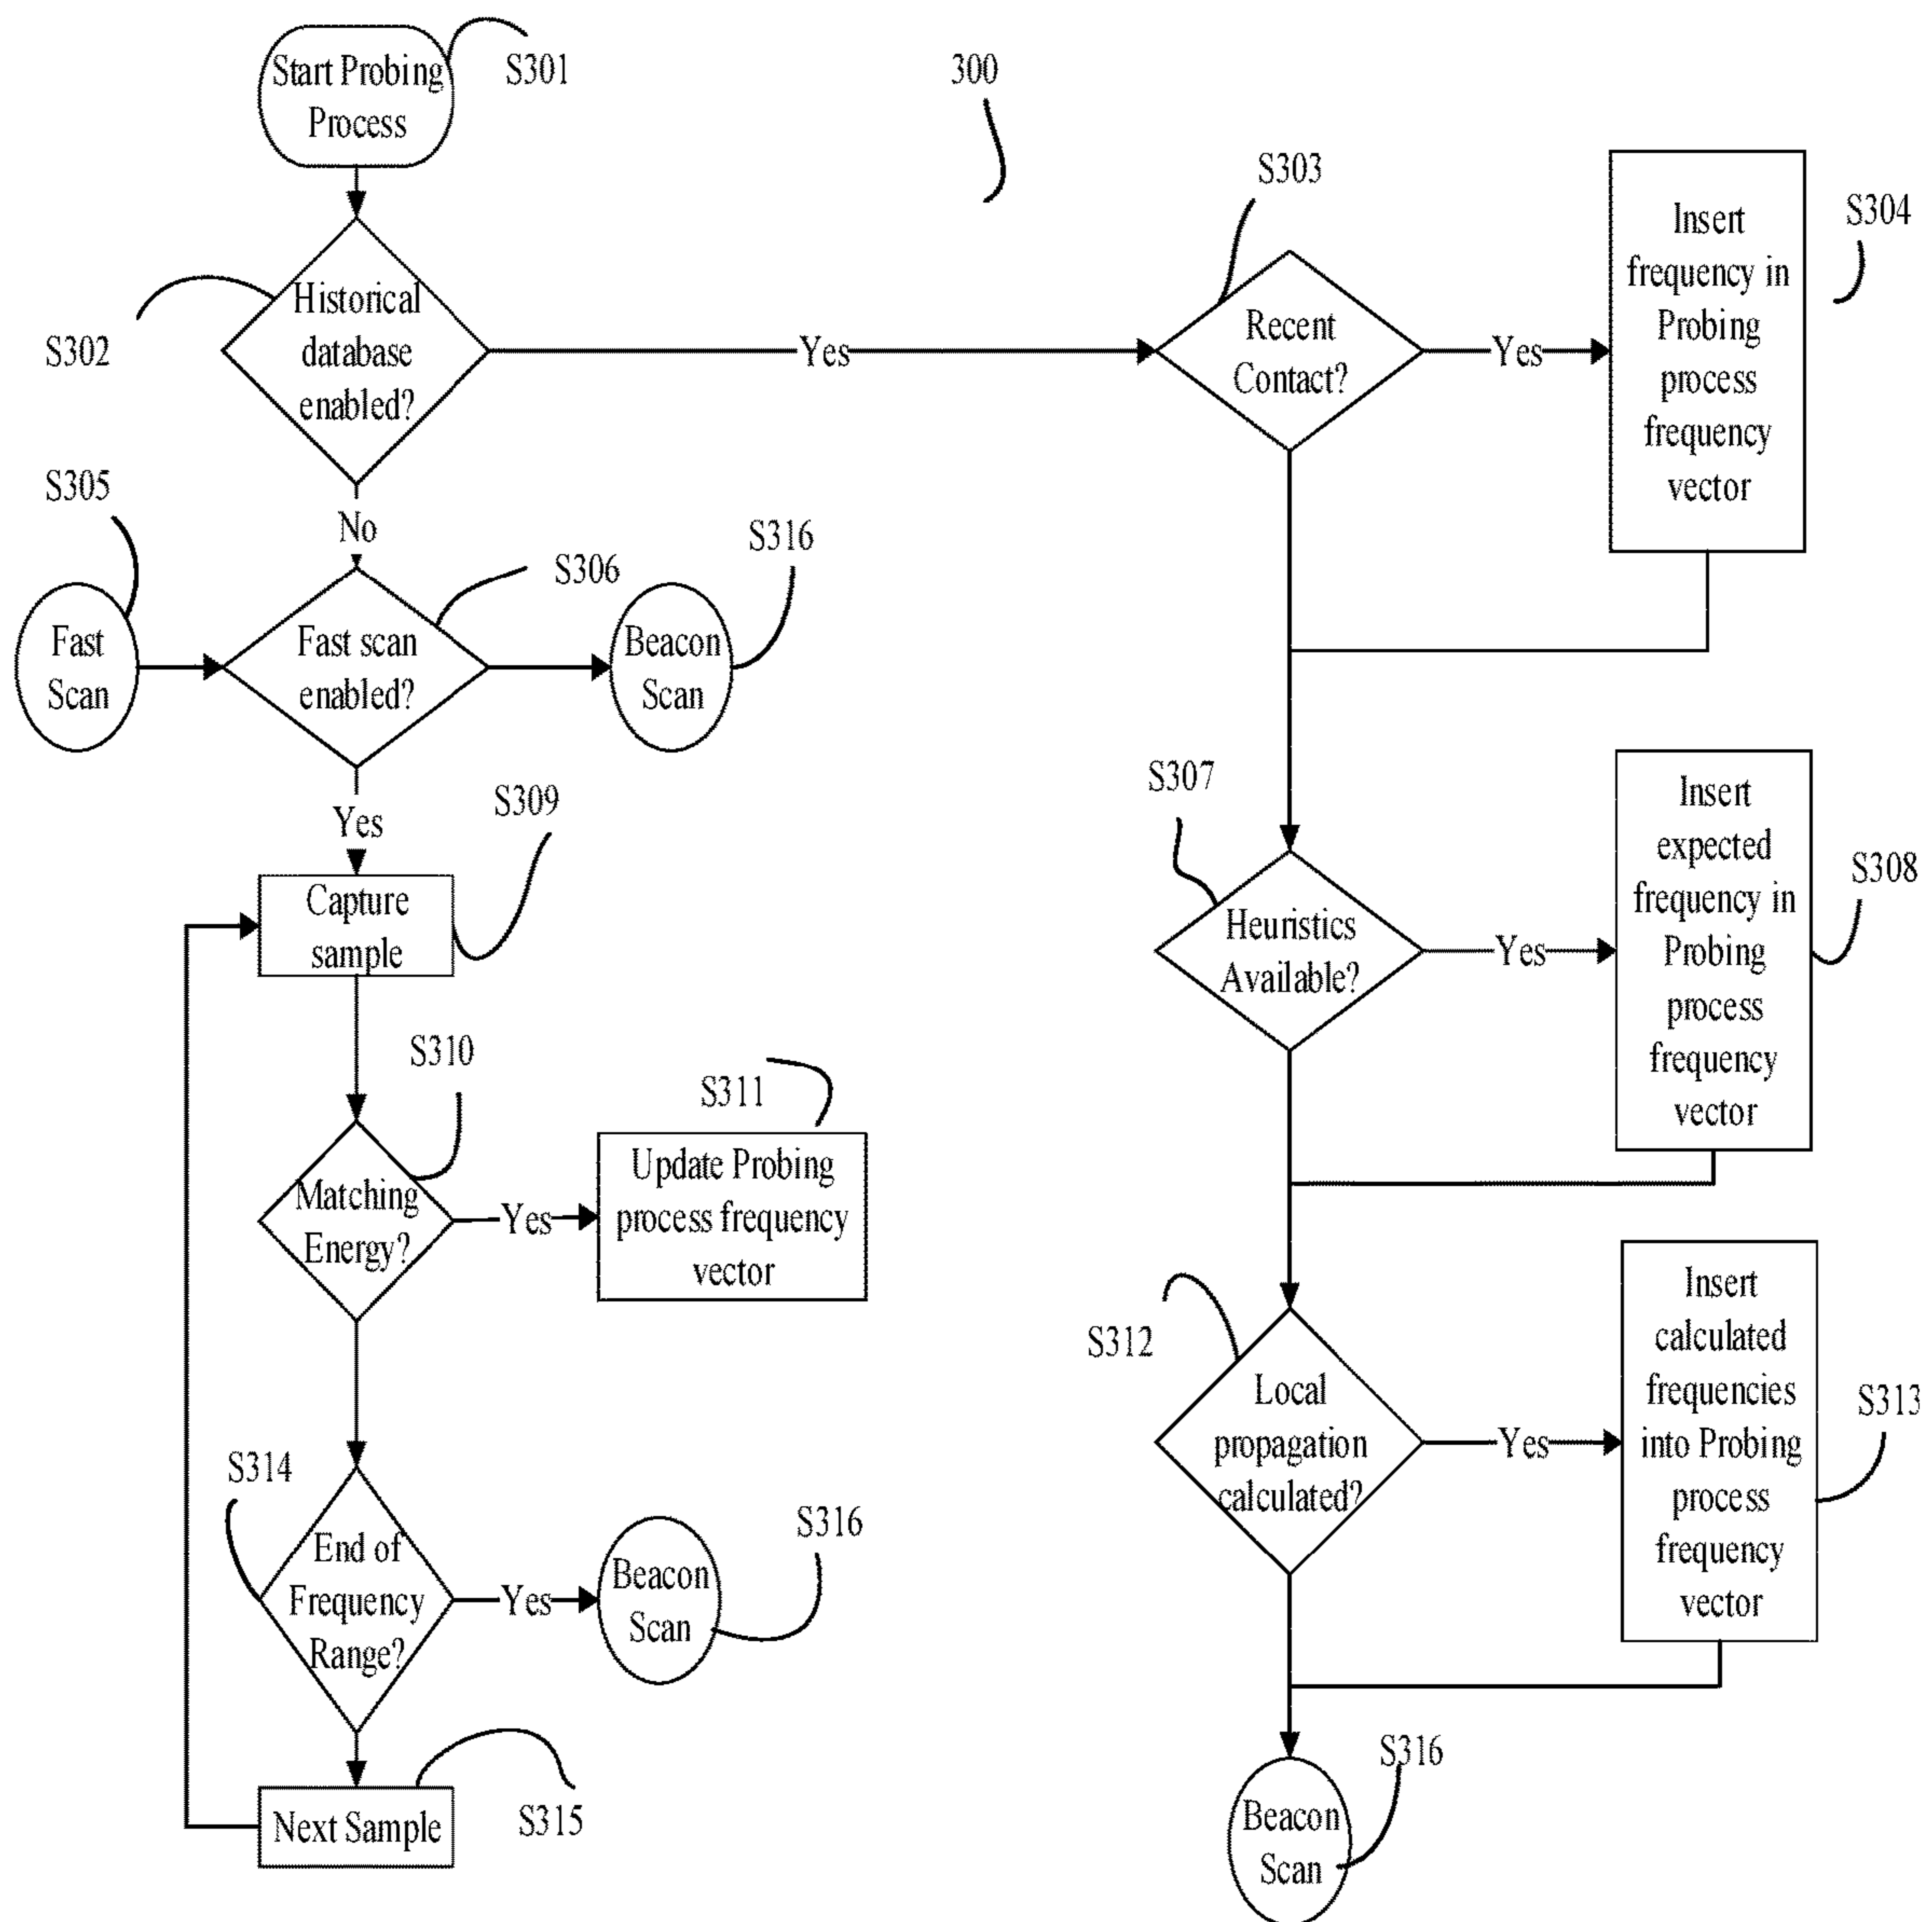 Start Probing
Process
S301
300
S303
S304
Insert
frequency in
Probing
process
frequency
vector
Historical
database
enabled?
S302
Yes
Recent
Contact?
Yes
S305
No
S306
S316
Fast
Scan
Fast scan
enabled?
Beacon
Scan
Yes
S309
Capture
sample
S307
Heuristics
Available?
Yes
Insert
expected
frequency in
Probing
process
frequency
vector
S308
S310
S311
Matching
Energy?
Yes
Update Probing
process frequency
vector
S312
Local
propagation
calculated?
Yes
Insert
calculated
frequencies
into Probing
process
frequency
vector
S313
S314
End of
Frequency
Range?
Yes
Beacon
Scan
S316
Next Sample
S315
S316
Beacon
Scan